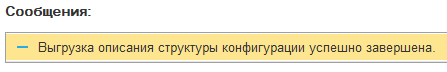 Сообщения:
Выгрузка описания структуры конфигурации успешно завершена.